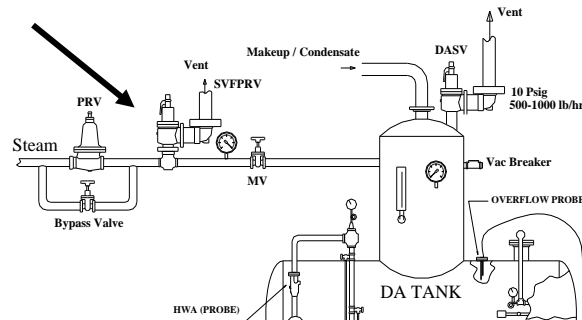 Vent
Makeup / Condensate
DASV
Vent
SVFPRV
PRV
10 Psig
500-1000 lb/hr
Steam
MV
Vac Breaker
Bypass Valve
OVERFLOW PROBE
DA TANK
HWA (PROBE)